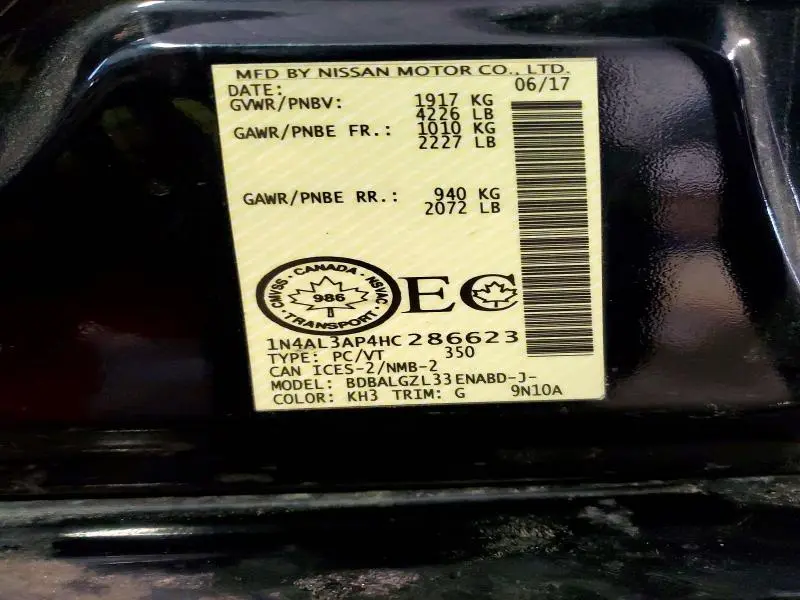 MFD BY NISSAN MOTOR CO., LTD.
DATE: 06/17
GVWR/PNBV: 1917 KG
4226 LB
GAWR/PNBE FR.: 1010 KG
2227 LB
GAWR/PNBE RR.: 940 KG
2072 LB
CANADA
CMVSS NSVAC
986
TRANSPORT
EC
1N4AL3AP4HC286623
TYPE: PC/VT 350
CAN ICES-2/NMB-2
MODEL: BDBALGZL33ENABD-J-
COLOR: KH3 TRIM: G 9N10A